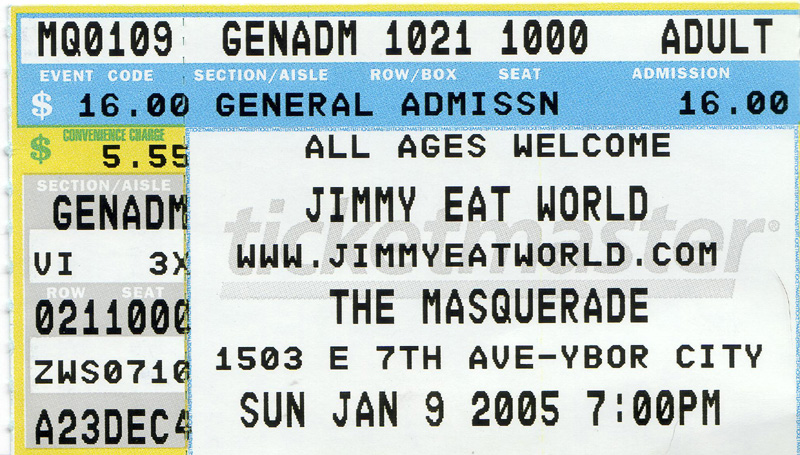 MQ0109 GENADM 1021 1000 ADULT
EVENT CODE SECTION/AISLE ROW/BOX SEAT ADMISSION
$ 16.00 GENERAL ADMISSN 16.00
CONVENIENCE CHARGE
$ 5.55
ALL AGES WELCOME
SECTION/AISLE
GENADM
JIMMY EAT WORLD
ticketmaster®
VI 3X
WWW.JIMMYEATWORLD.COM
ROW SEAT
0211000
THE MASQUERADE
ZWS0710
1503 E 7TH AVE-YBOR CITY
A23DEC4
SUN JAN 9 2005 7:00PM